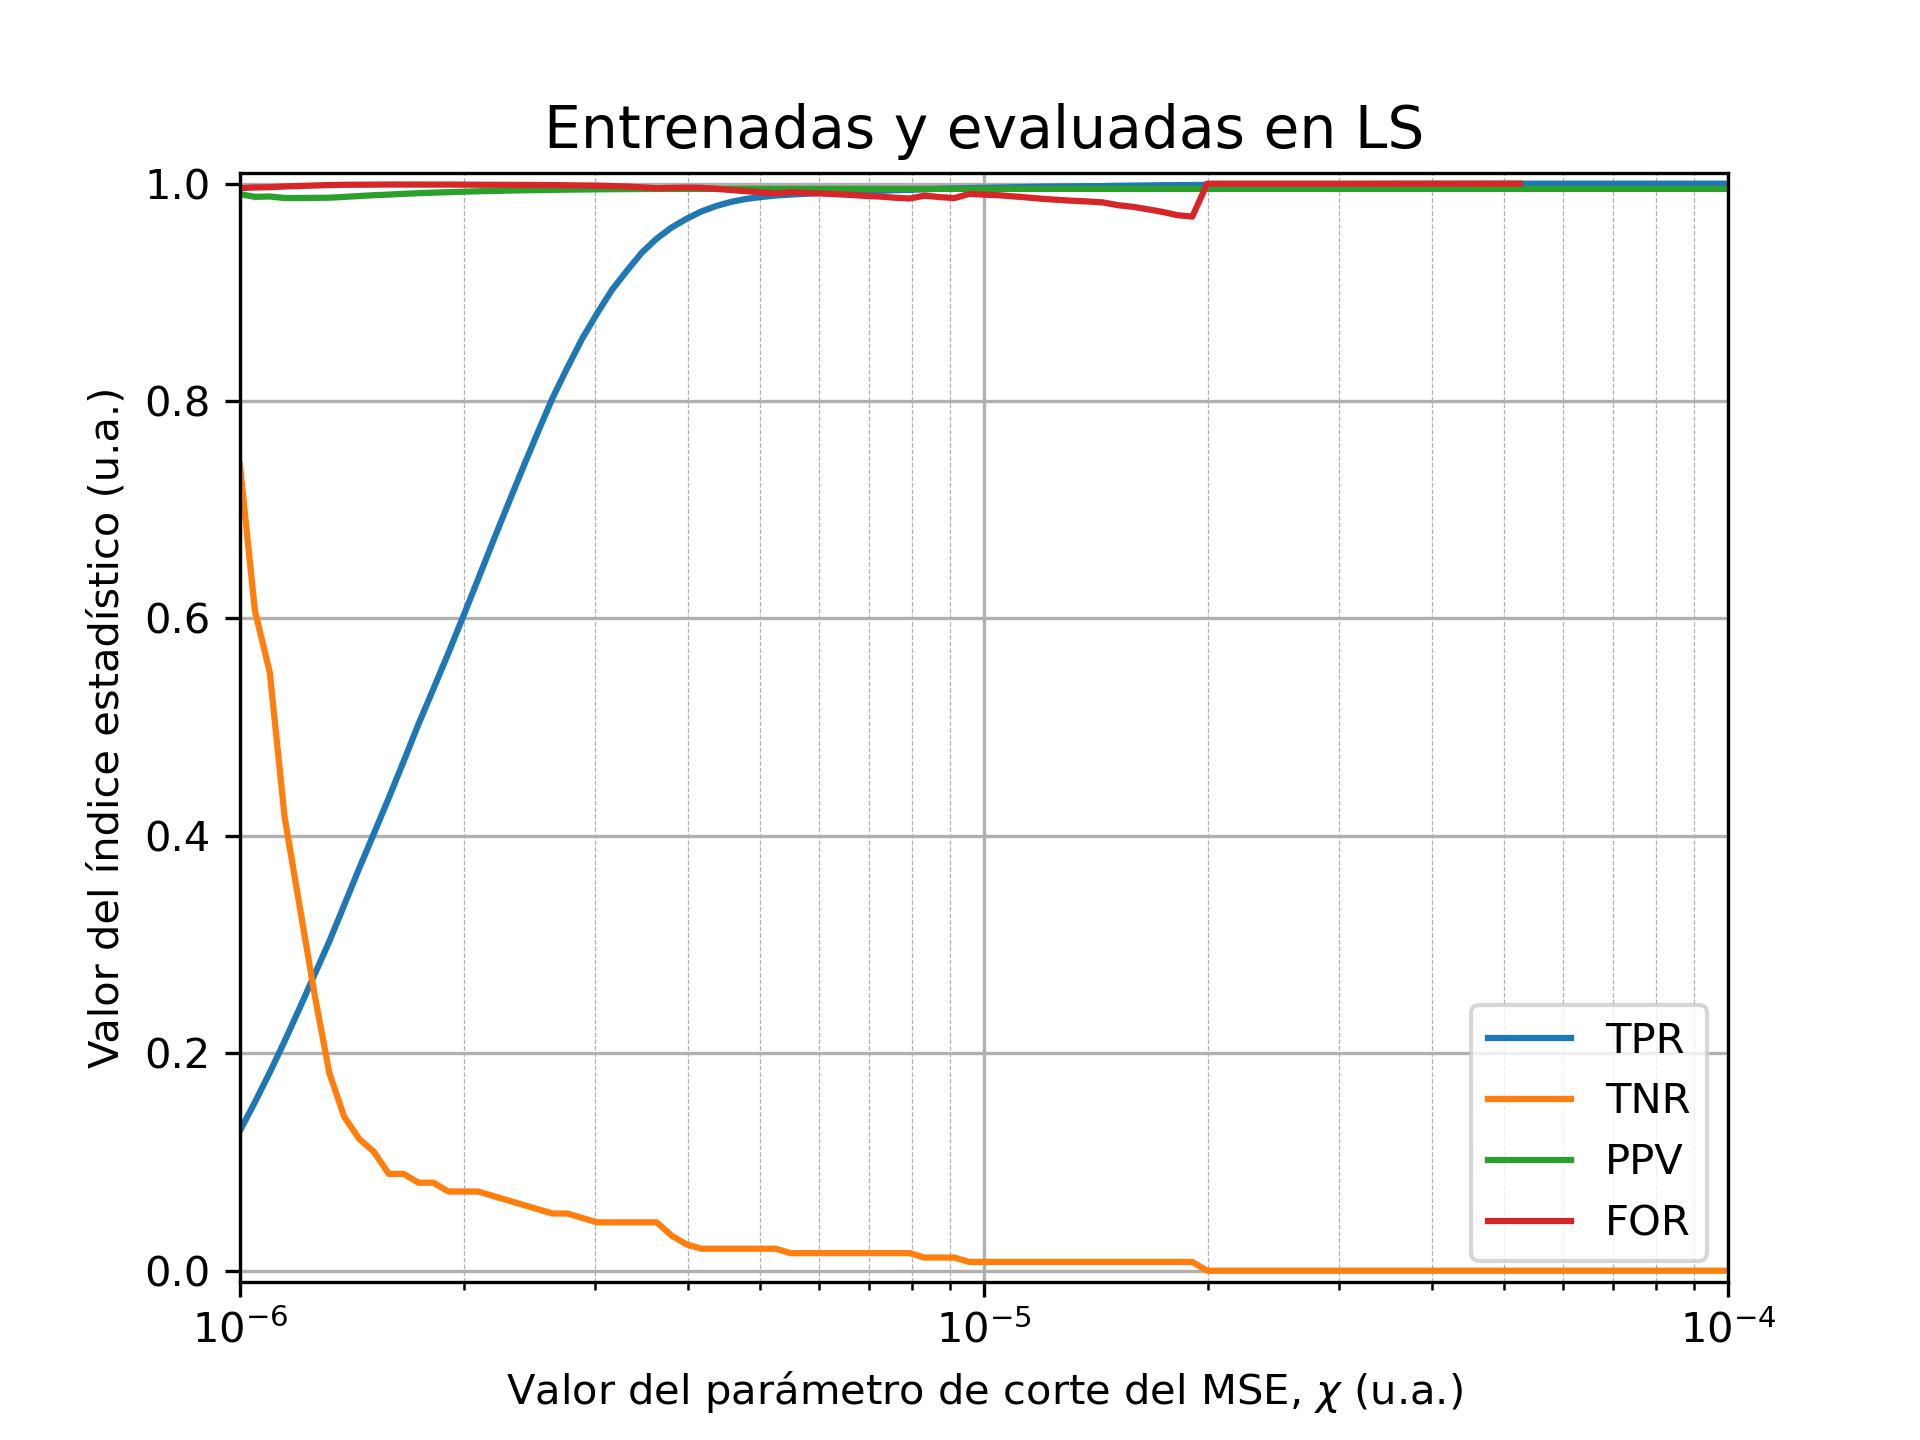 Entrenadas y evaluadas en LS
Valor del índice estadístico (u.a.)
1.0
0.8
0.6
0.4
0.2
0.0
10⁻⁶
10⁻⁵
10⁻⁴
Valor del parámetro de corte del MSE, χ (u.a.)
TPR
TNR
PPV
FOR